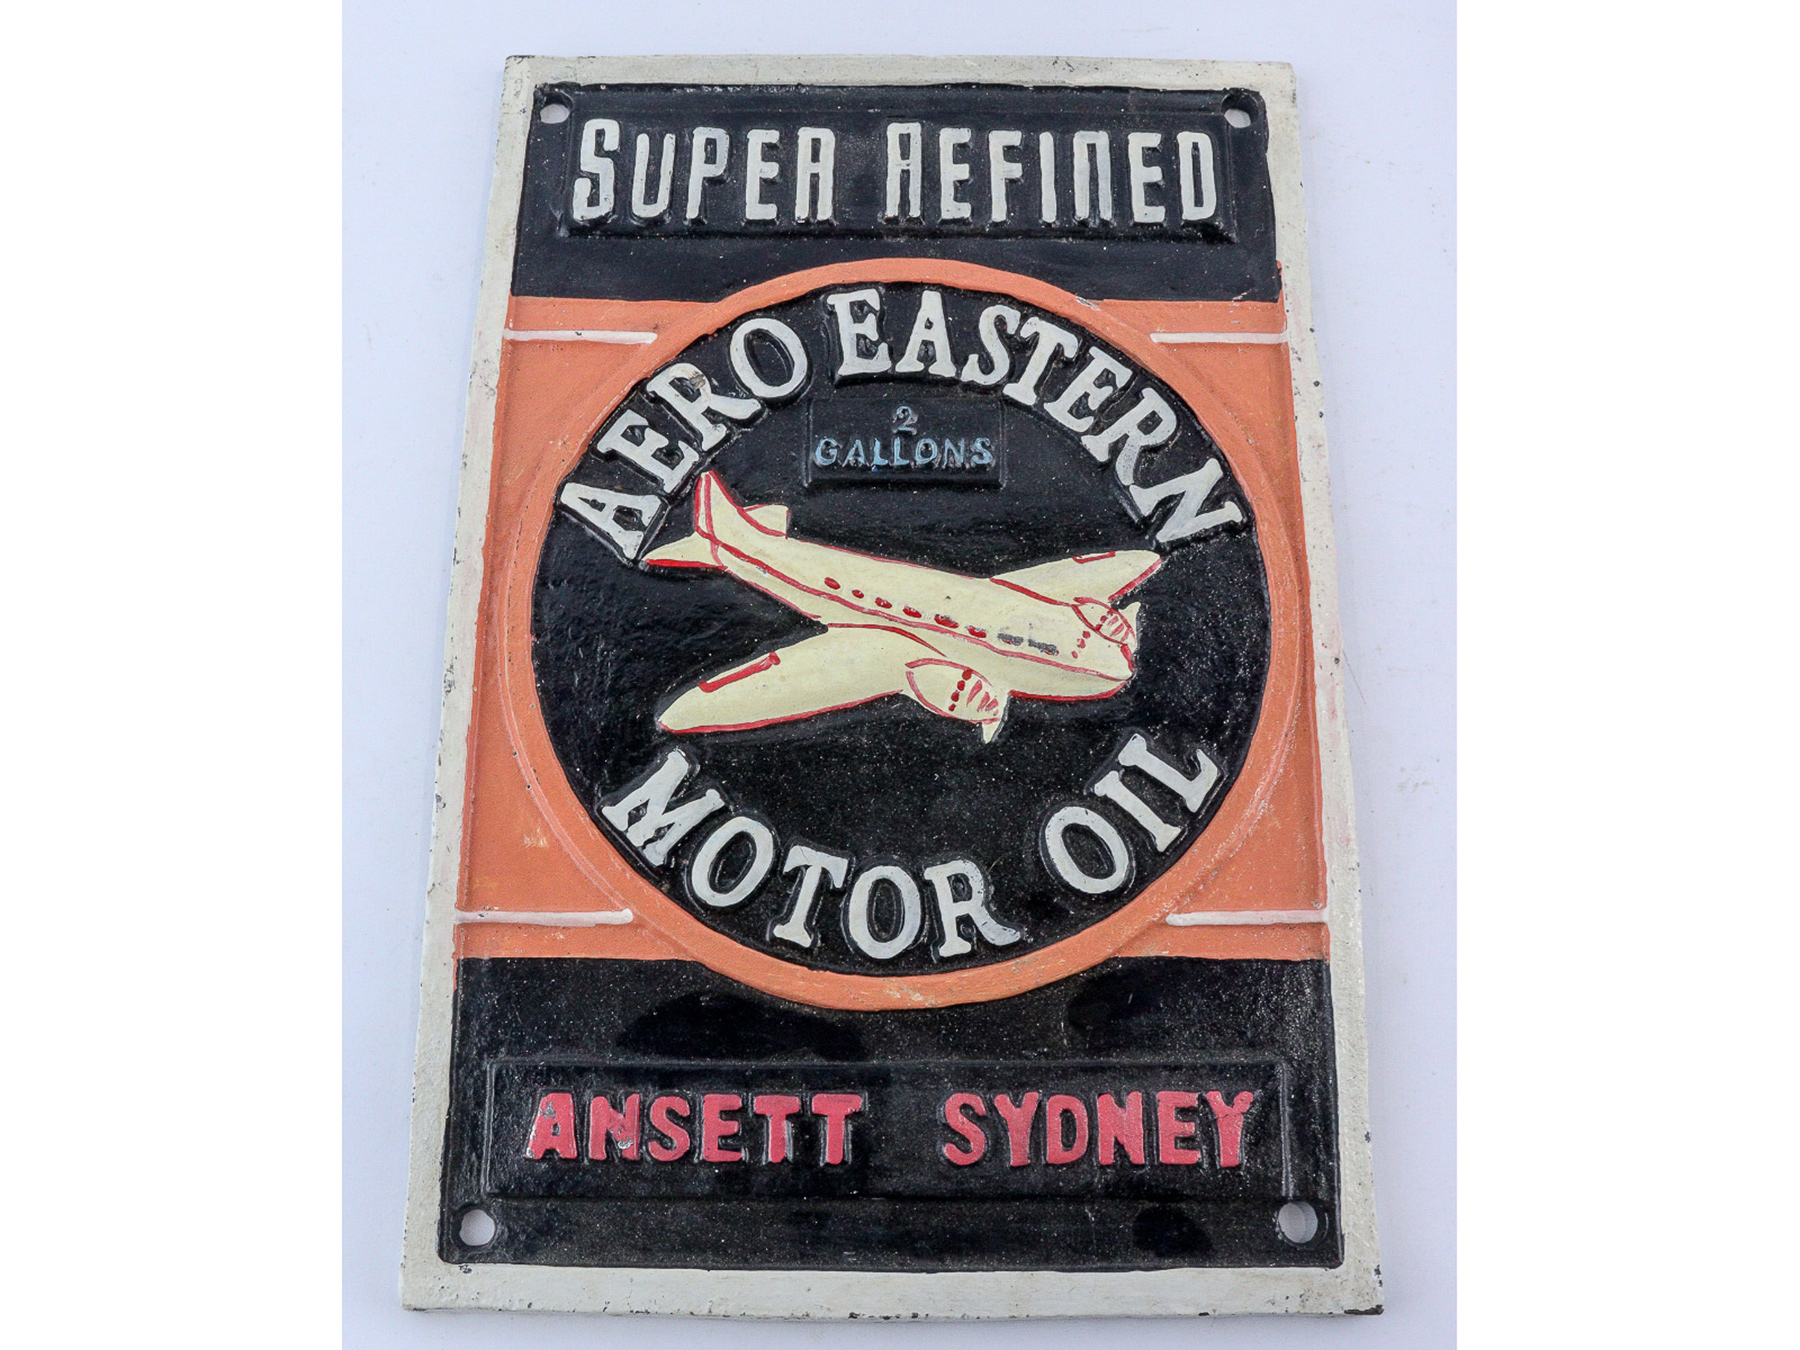 SUPER REFINED
AERO EASTERN
2
GALLONS
MOTOR OIL
ANSETT SYDNEY